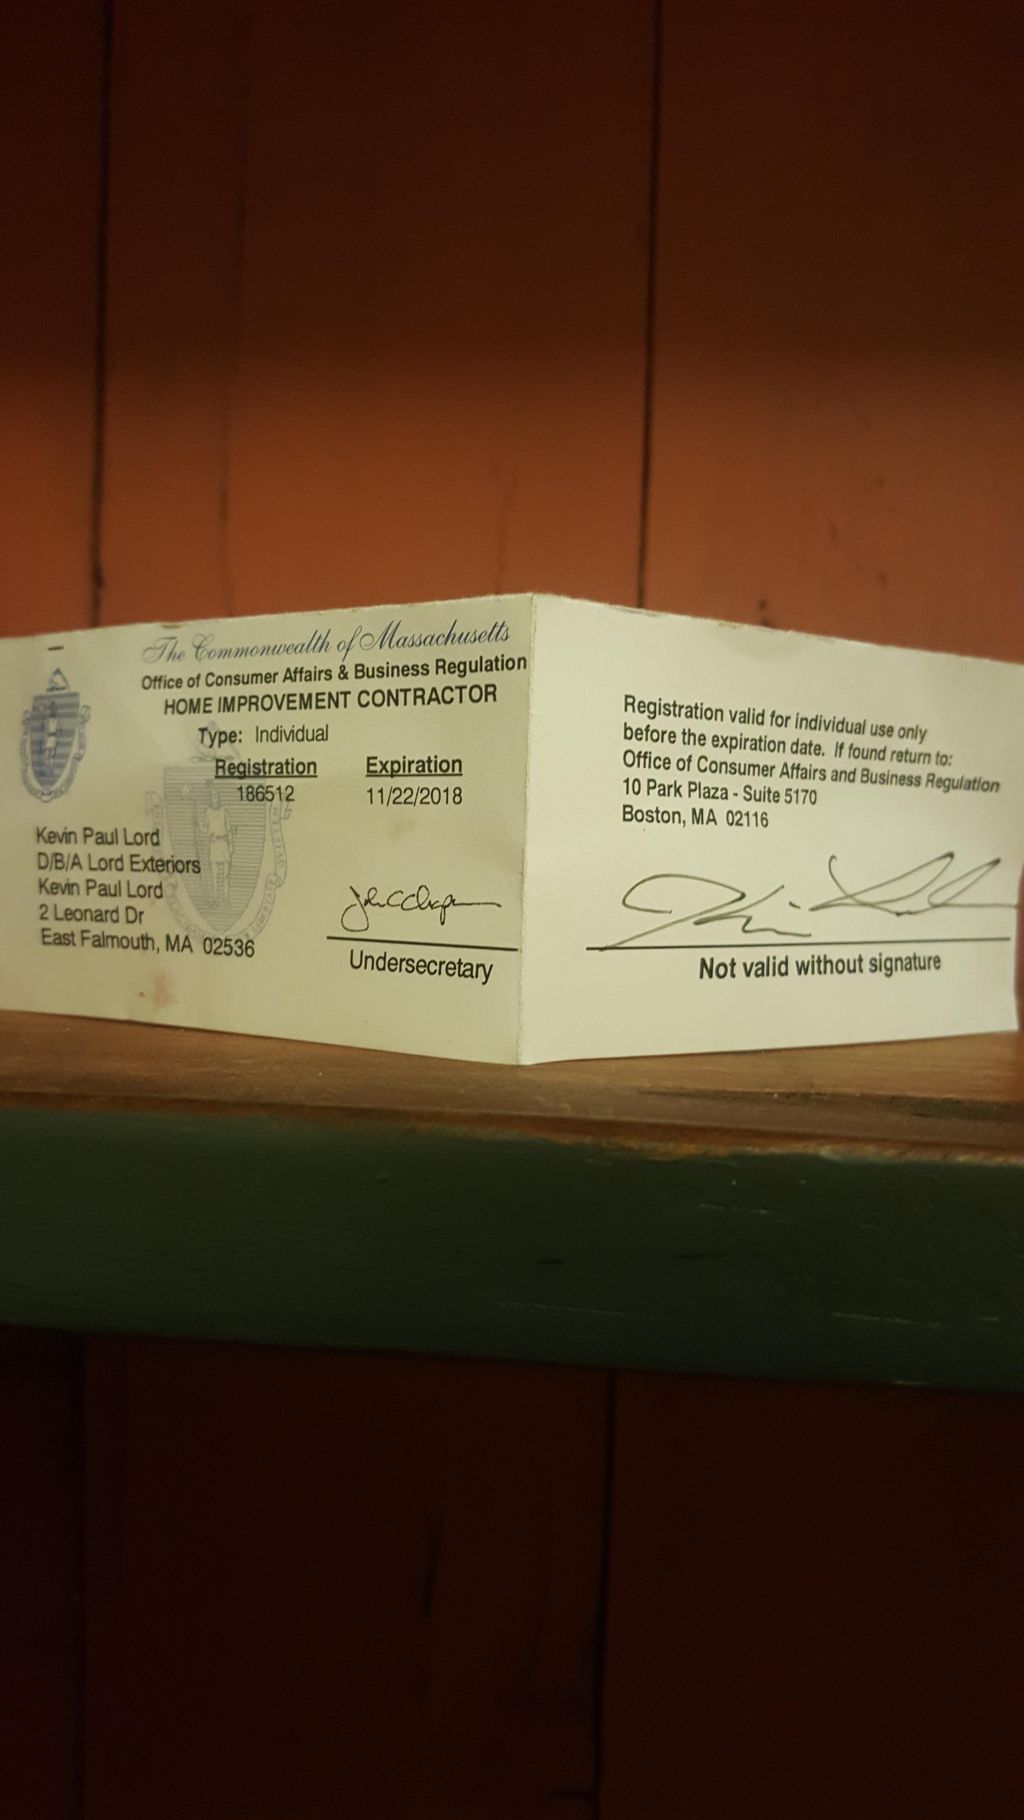 The Commonwealth of Massachusetts
Office of Consumer Affairs & Business Regulation
HOME IMPROVEMENT CONTRACTOR
Type: Individual
Registration Expiration
186512 11/22/2018
Kevin Paul Lord
D/B/A Lord Exteriors
Kevin Paul Lord
2 Leonard Dr
East Falmouth, MA 02536
Undersecretary
Registration valid for individual use only
before the expiration date. If found return to:
Office of Consumer Affairs and Business Regulation
10 Park Plaza - Suite 5170
Boston, MA 02116
Not valid without signature